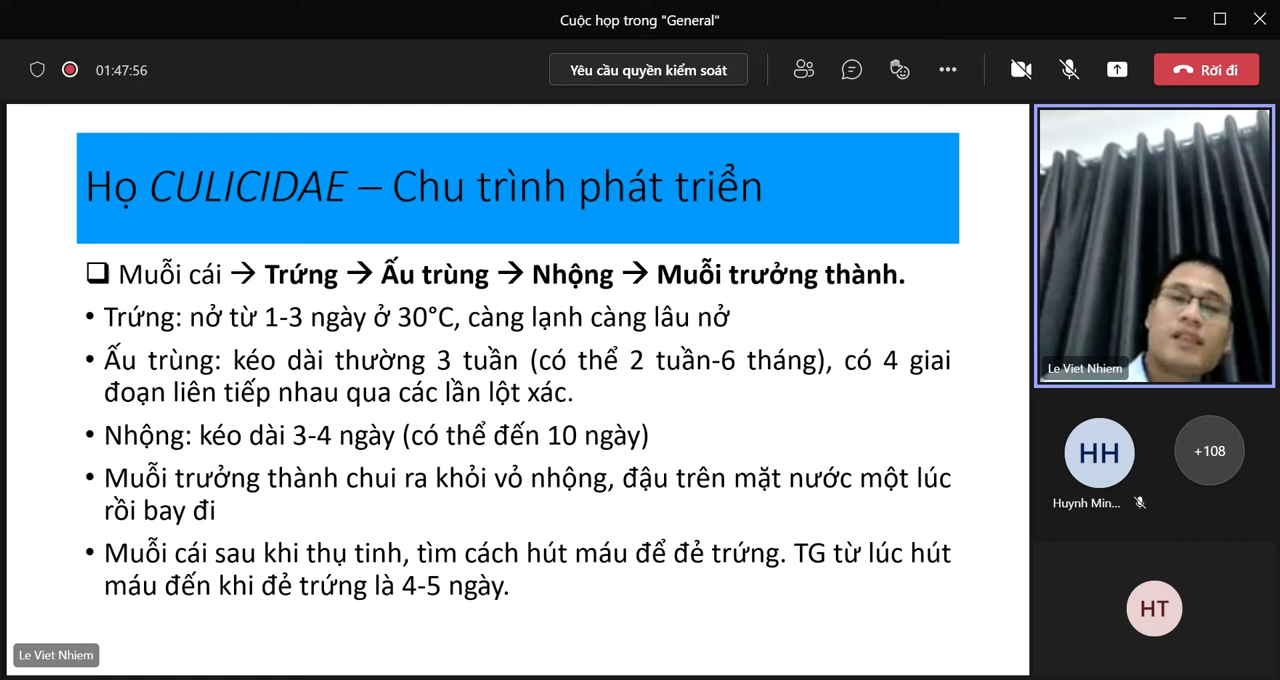 Cuộc họp trong "General"
01:47:56
Yêu cầu quyền kiểm soát
Rời đi
Họ CULICIDAE – Chu trình phát triển
Muỗi cái → Trứng → Ấu trùng → Nhộng → Muỗi trưởng thành.
• Trứng: nở từ 1-3 ngày ở 30°C, càng lạnh càng lâu nở
• Ấu trùng: kéo dài thường 3 tuần (có thể 2 tuần-6 tháng), có 4 giai
đoạn liên tiếp nhau qua các lần lột xác.
• Nhộng: kéo dài 3-4 ngày (có thể đến 10 ngày)
• Muỗi trưởng thành chui ra khỏi vỏ nhộng, đậu trên mặt nước một lúc
rồi bay đi
• Muỗi cái sau khi thụ tinh, tìm cách hút máu để đẻ trứng. TG từ lúc hút
máu đến khi đẻ trứng là 4-5 ngày.
Le Viet Nhiem
Le Viet Nhiem
HH
+108
Huynh Min...
HT